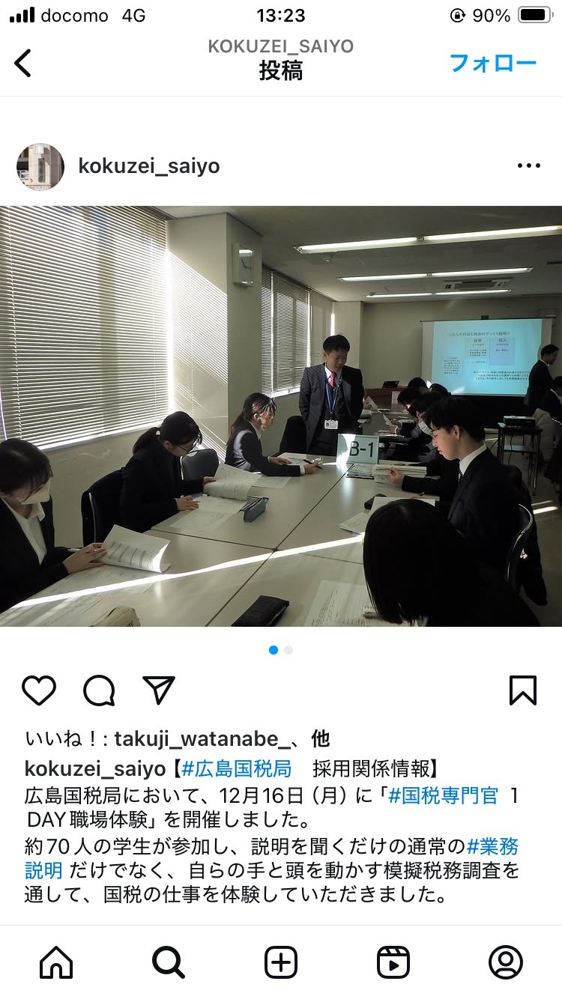 docomo 4G 13:23 90%
KOKUZEI_SAIYO
投稿
フォロー
kokuzei_saiyo
B-1
いいね!: takuji_watanabe_、他
kokuzei_saiyo【#広島国税局 採用関係情報】
広島国税局において、12月16日（月）に「#国税専門官 1
DAY職場体験」を開催しました。
約70人の学生が参加し、説明を聞くだけの通常の#業務
説明 だけでなく、自らの手と頭を動かす模擬税務調査を
通して、国税の仕事を体験していただきました。